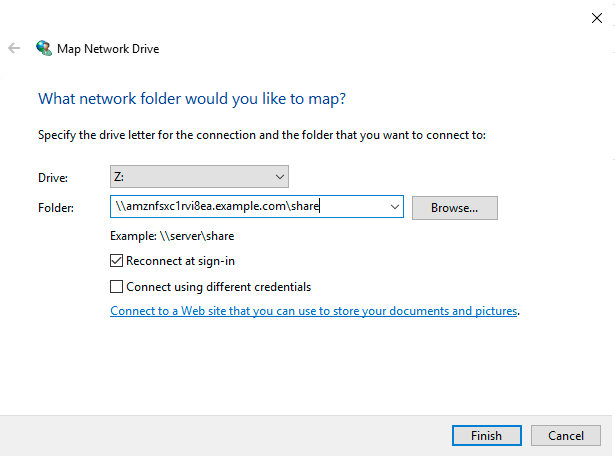 Map Network Drive
What network folder would you like to map?
Specify the drive letter for the connection and the folder that you want to connect to:
Drive: Z:
Folder: \\amznfsxc1rvi8ea.example.com\share Browse...
Example: \\server\share
Reconnect at sign-in
Connect using different credentials
Connect to a Web site that you can use to store your documents and pictures.
Finish Cancel